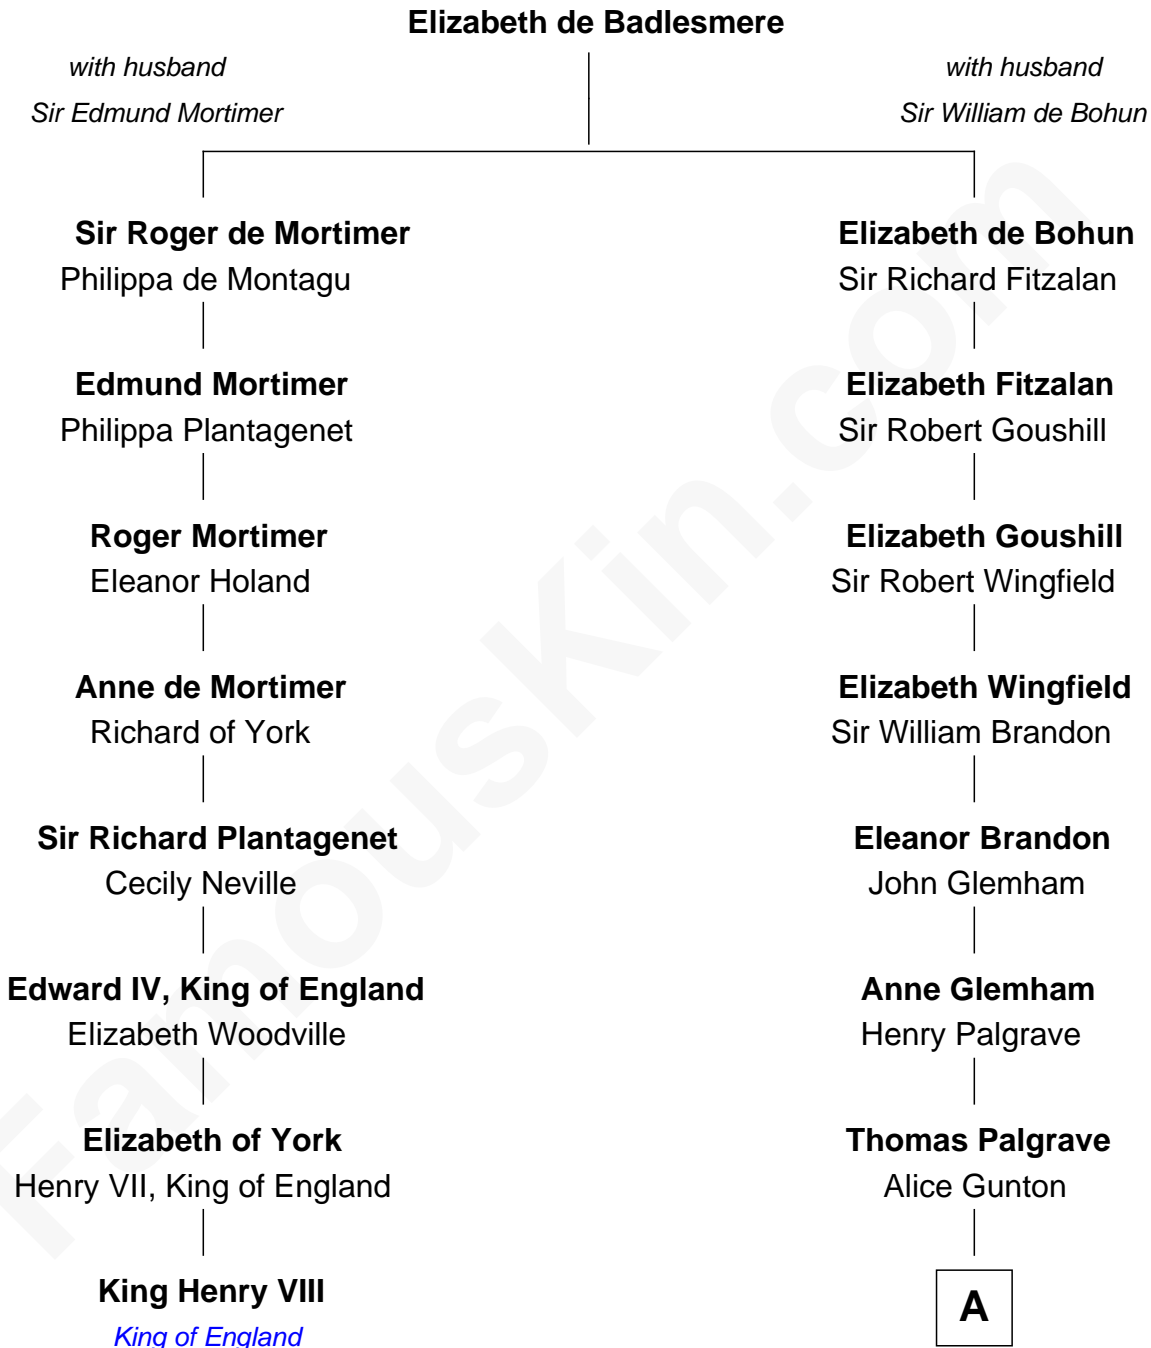 Elizabeth de Badlesmere
with husband
Sir Edmund Mortimer
with husband
Sir William de Bohun
Sir Roger de Mortimer
Philippa de Montagu
Elizabeth de Bohun
Sir Richard Fitzalan
Edmund Mortimer
Philippa Plantagenet
Elizabeth Fitzalan
Sir Robert Goushill
Roger Mortimer
Eleanor Holand
Elizabeth Goushill
Sir Robert Wingfield
Anne de Mortimer
Richard of York
Elizabeth Wingfield
Sir William Brandon
Sir Richard Plantagenet
Cecily Neville
Eleanor Brandon
John Glemham
Edward IV, King of England
Elizabeth Woodville
Anne Glemham
Henry Palgrave
Elizabeth of York
Henry VII, King of England
Thomas Palgrave
Alice Gunton
King Henry VIII
King of England
A
FamousKin.com